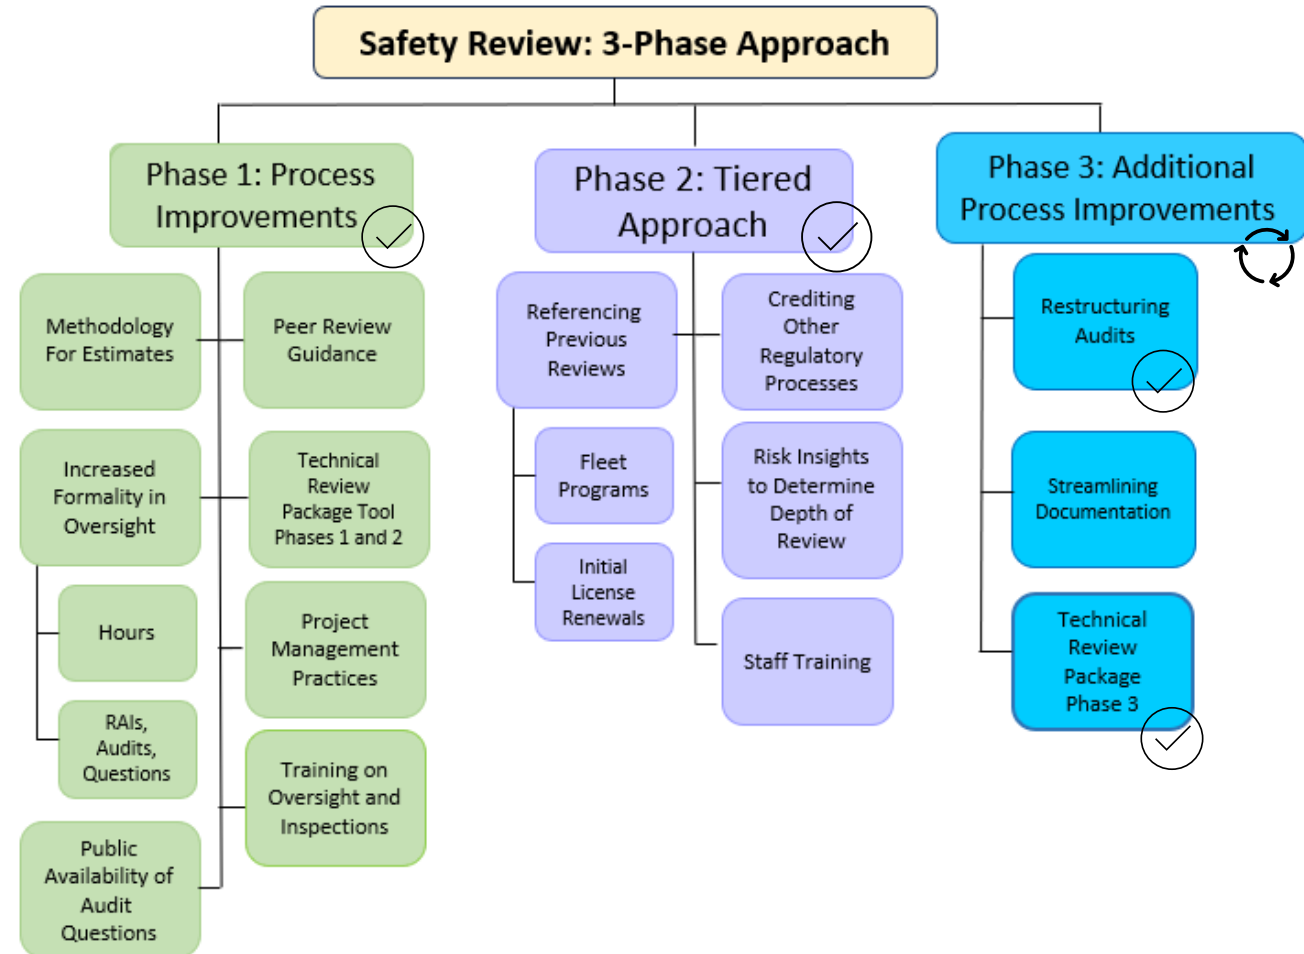 Safety Review: 3-Phase Approach
Phase 1: Process
Improvements
Methodology
For Estimates
Peer Review
Guidance
Increased
Formality in
Oversight
Technical
Review
Package Tool
Phases 1 and 2
Hours
Project
Management
Practices
RAIs,
Audits,
Questions
Training on
Oversight and
Inspections
Public
Availability of
Audit
Questions
Phase 2: Tiered
Approach
Referencing
Previous
Reviews
Crediting
Other
Regulatory
Processes
Fleet
Programs
Risk Insights
to Determine
Depth of
Review
Initial
License
Renewals
Staff Training
Phase 3: Additional
Process Improvements
Restructuring
Audits
Streamlining
Documentation
Technical
Review
Package
Phase 3